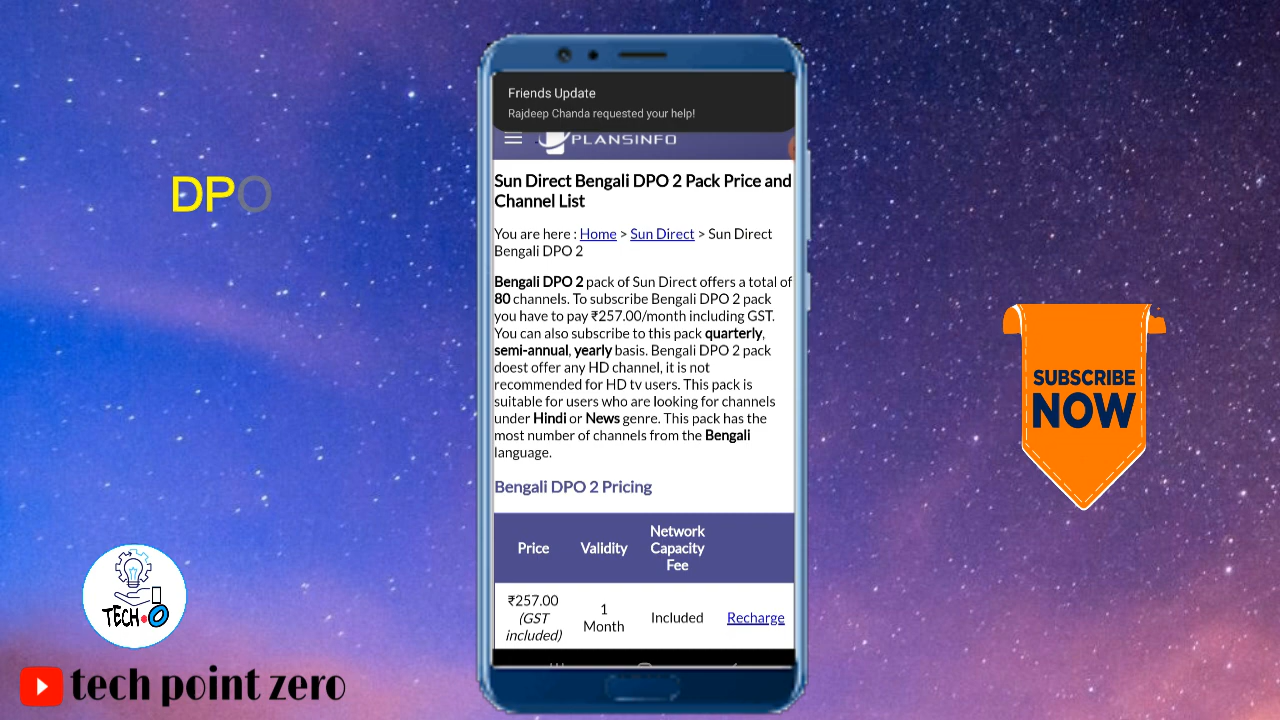 DPO
Friends Update
Rajdeep Chanda requested your help!
PLANSINFO
Sun Direct Bengali DPO 2 Pack Price and
Channel List
You are here : Home > Sun Direct > Sun Direct
Bengali DPO 2
Bengali DPO 2 pack of Sun Direct offers a total of
80 channels. To subscribe Bengali DPO 2 pack
you have to pay ₹257.00/month including GST.
You can also subscribe to this pack quarterly,
semi-annual, yearly basis. Bengali DPO 2 pack
doest offer any HD channel, it is not
recommended for HD tv users. This pack is
suitable for users who are looking for channels
under Hindi or News genre. This pack has the
most number of channels from the Bengali
language.
Bengali DPO 2 Pricing
Price Validity Network Capacity Fee
₹257.00 (GST included) 1 Month Included Recharge
SUBSCRIBE
NOW
TECH.O
tech point zero